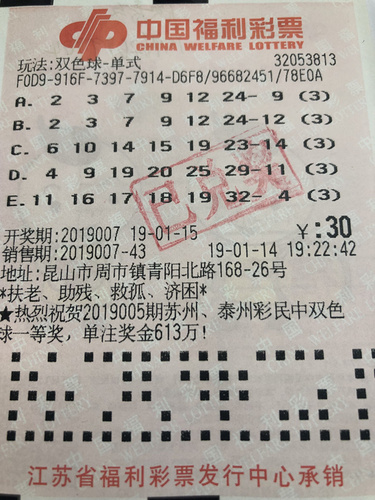 中国福利彩票
CHINA WELFARE LOTTERY
玩法:双色球-单式 32053813
F0D9-916F-7397-7914-D6F8/96682451/78E0A
A. 2 3 7 9 12 24- 9 (3)
B. 2 3 7 9 12 24-12 (3)
C. 6 10 14 15 19 23-14 (3)
D. 4 9 19 20 25 29-11 (3)
E. 11 16 17 18 19 32- 4 (3)
已兑奖
开奖期:2019007 19-01-15 ¥:30
销售期:2019007-43 19-01-14 19:22:42
地址:昆山市周市镇青阳北路168-26号
*扶老、助残、救孤、济困*
★热烈祝贺2019005期苏州、泰州彩民中双色
球一等奖，单注奖金613万!
江苏省福利彩票发行中心承销